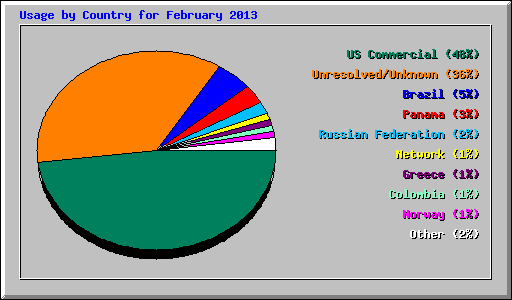 Usage by Country for February 2013
US Commercial (48%)
Unresolved/Unknown (36%)
Brazil (5%)
Panama (3%)
Russian Federation (2%)
Network (1%)
Greece (1%)
Colombia (1%)
Norway (1%)
Other (2%)